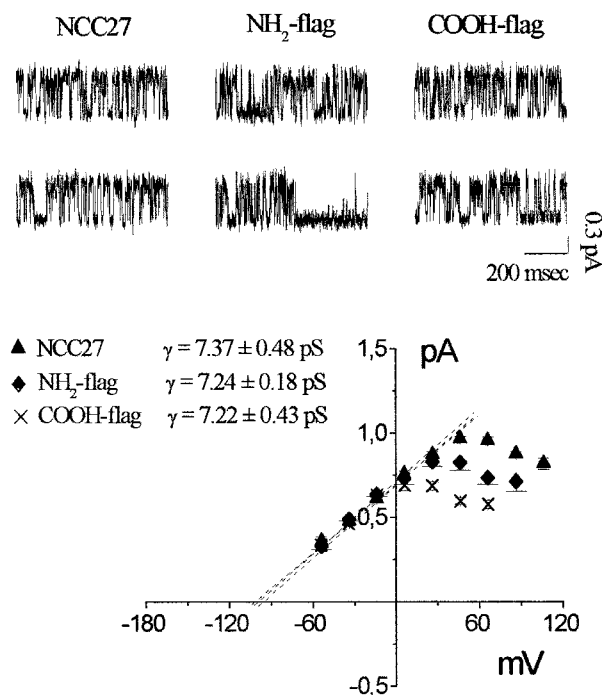 NCC27 NH₂-flag COOH-flag
0.3 pA
200 msec
▲ NCC27 γ = 7.37 ± 0.48 pS
◆ NH₂-flag γ = 7.24 ± 0.18 pS
× COOH-flag γ = 7.22 ± 0.43 pS
1,5
pA
1,0
0,5
-180 -120 -60 0 60 120
mV
-0,5